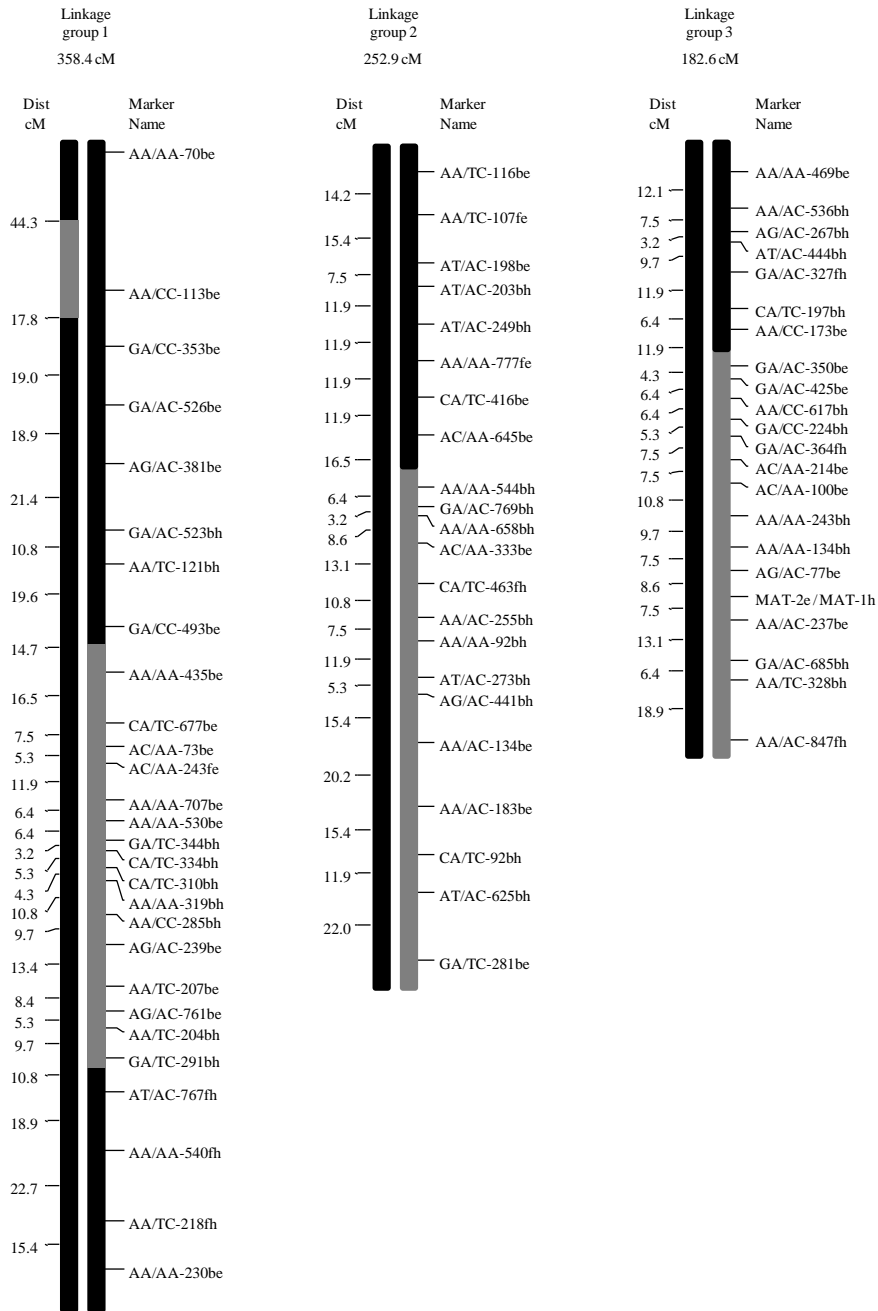 Linkage
group 1
358.4 cM
Dist
cM
Marker
Name
44.3
17.8
19.0
18.9
21.4
10.8
19.6
14.7
16.5
7.5
5.3
11.9
6.4
6.4
3.2
5.3
4.3
10.8
9.7
13.4
8.4
5.3
9.7
10.8
18.9
22.7
15.4
AA/AA-70be
AA/CC-113be
GA/CC-353be
GA/AC-526be
AG/AC-381be
GA/AC-523bh
AA/TC-121bh
GA/CC-493be
AA/AA-435be
CA/TC-677be
AC/AA-73be
AC/AA-243fe
AA/AA-707be
AA/AA-530be
GA/TC-344bh
CA/TC-334bh
CA/TC-310bh
AA/AA-319bh
AA/CC-285bh
AG/AC-239be
AA/TC-207be
AG/AC-761be
AA/TC-204bh
GA/TC-291bh
AT/AC-767fh
AA/AA-540fh
AA/TC-218fh
AA/AA-230be
Linkage
group 2
252.9 cM
Dist
cM
Marker
Name
14.2
15.4
7.5
11.9
11.9
11.9
11.9
16.5
6.4
3.2
8.6
13.1
10.8
7.5
11.9
5.3
15.4
20.2
15.4
11.9
22.0
AA/TC-116be
AA/TC-107fe
AT/AC-198be
AT/AC-203bh
AT/AC-249bh
AA/AA-777fe
CA/TC-416be
AC/AA-645be
AA/AA-544bh
GA/AC-769bh
AA/AA-658bh
AC/AA-333be
CA/TC-463fh
AA/AC-255bh
AA/AA-92bh
AT/AC-273bh
AG/AC-441bh
AA/AC-134be
AA/AC-183be
CA/TC-92bh
AT/AC-625bh
GA/TC-281be
Linkage
group 3
182.6 cM
Dist
cM
Marker
Name
12.1
7.5
3.2
9.7
11.9
6.4
11.9
4.3
6.4
6.4
5.3
7.5
7.5
10.8
9.7
7.5
8.6
7.5
13.1
6.4
18.9
AA/AA-469be
AA/AC-536bh
AG/AC-267bh
AT/AC-444bh
GA/AC-327fh
CA/TC-197bh
AA/CC-173be
GA/AC-350be
GA/AC-425be
AA/CC-617bh
GA/CC-224bh
GA/AC-364fh
AC/AA-214be
AC/AA-100be
AA/AA-243bh
AA/AA-134bh
AG/AC-77be
MAT-2e/MAT-1h
AA/AC-237be
GA/AC-685bh
AA/TC-328bh
AA/AC-847fh